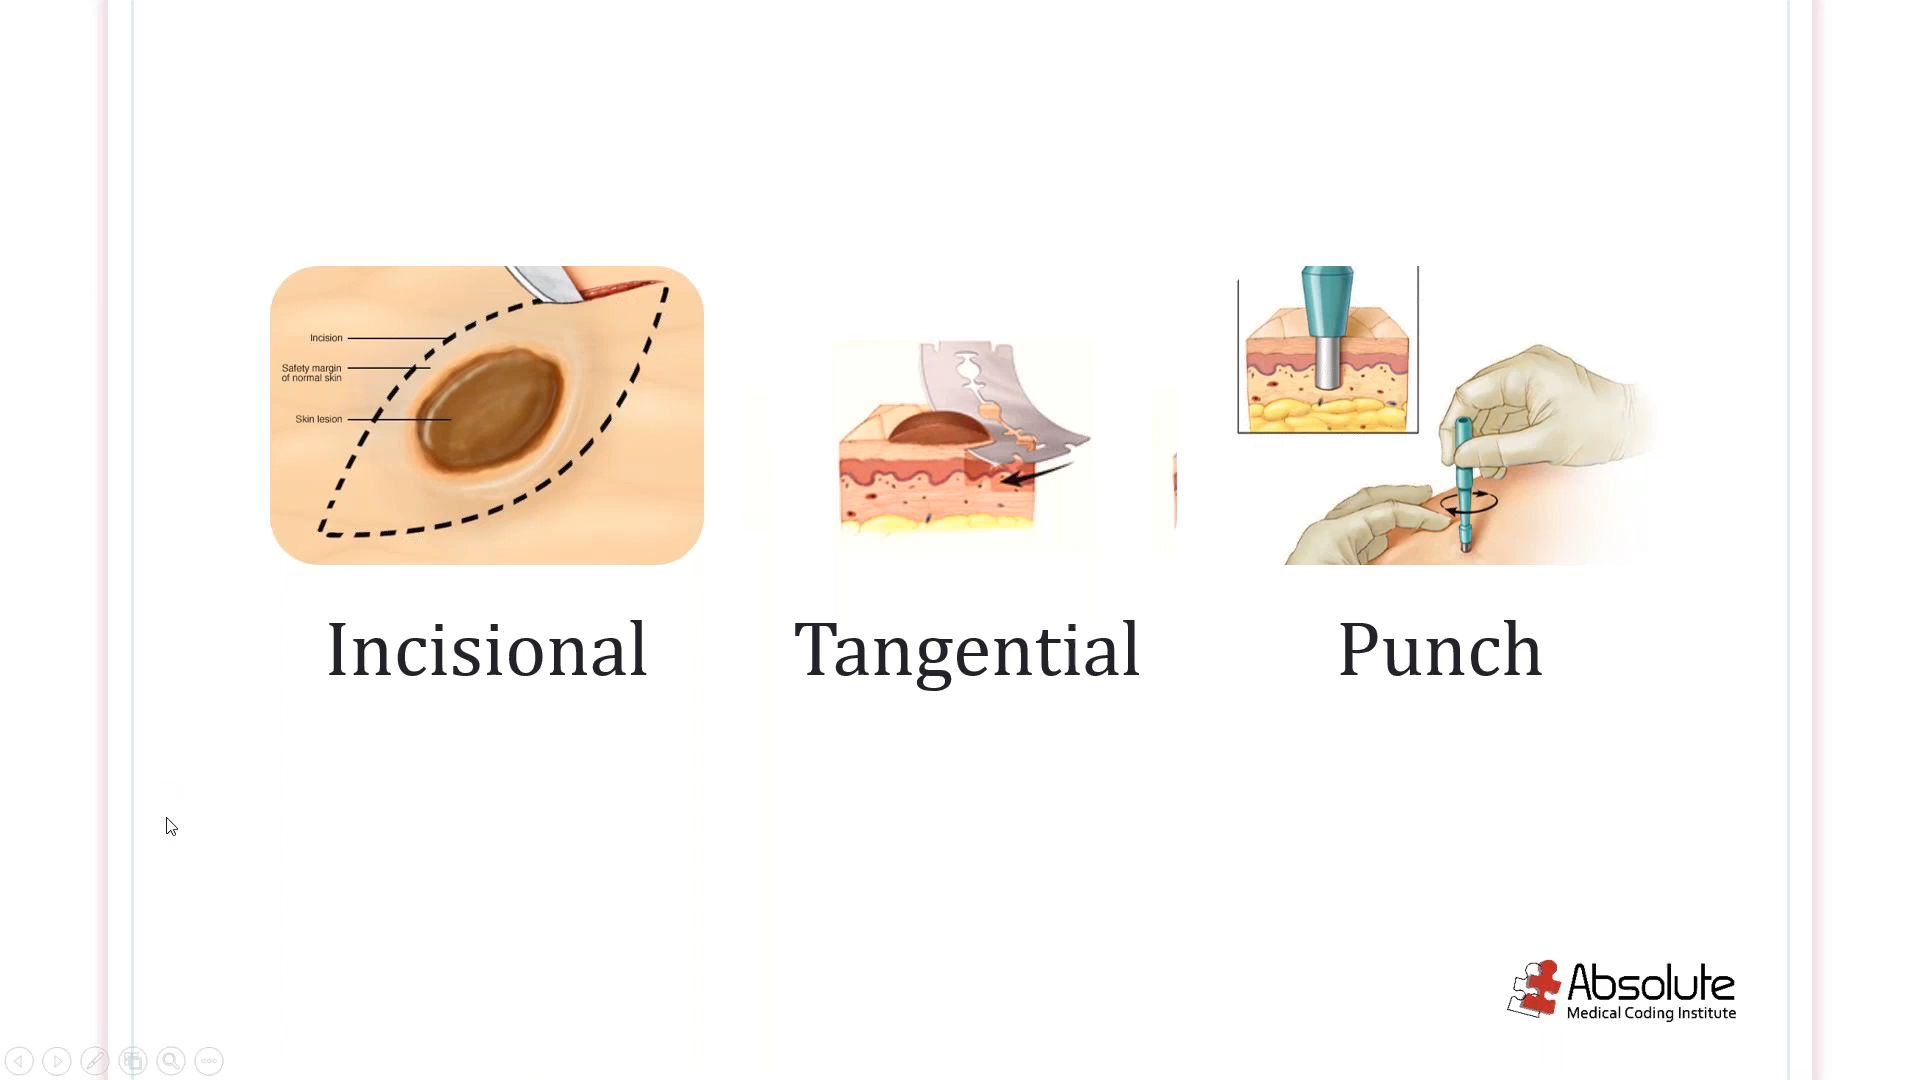 Incision
Safety margin
of normal skin
Skin lesion
Incisional
Tangential
Punch
Absolute
Medical Coding Institute